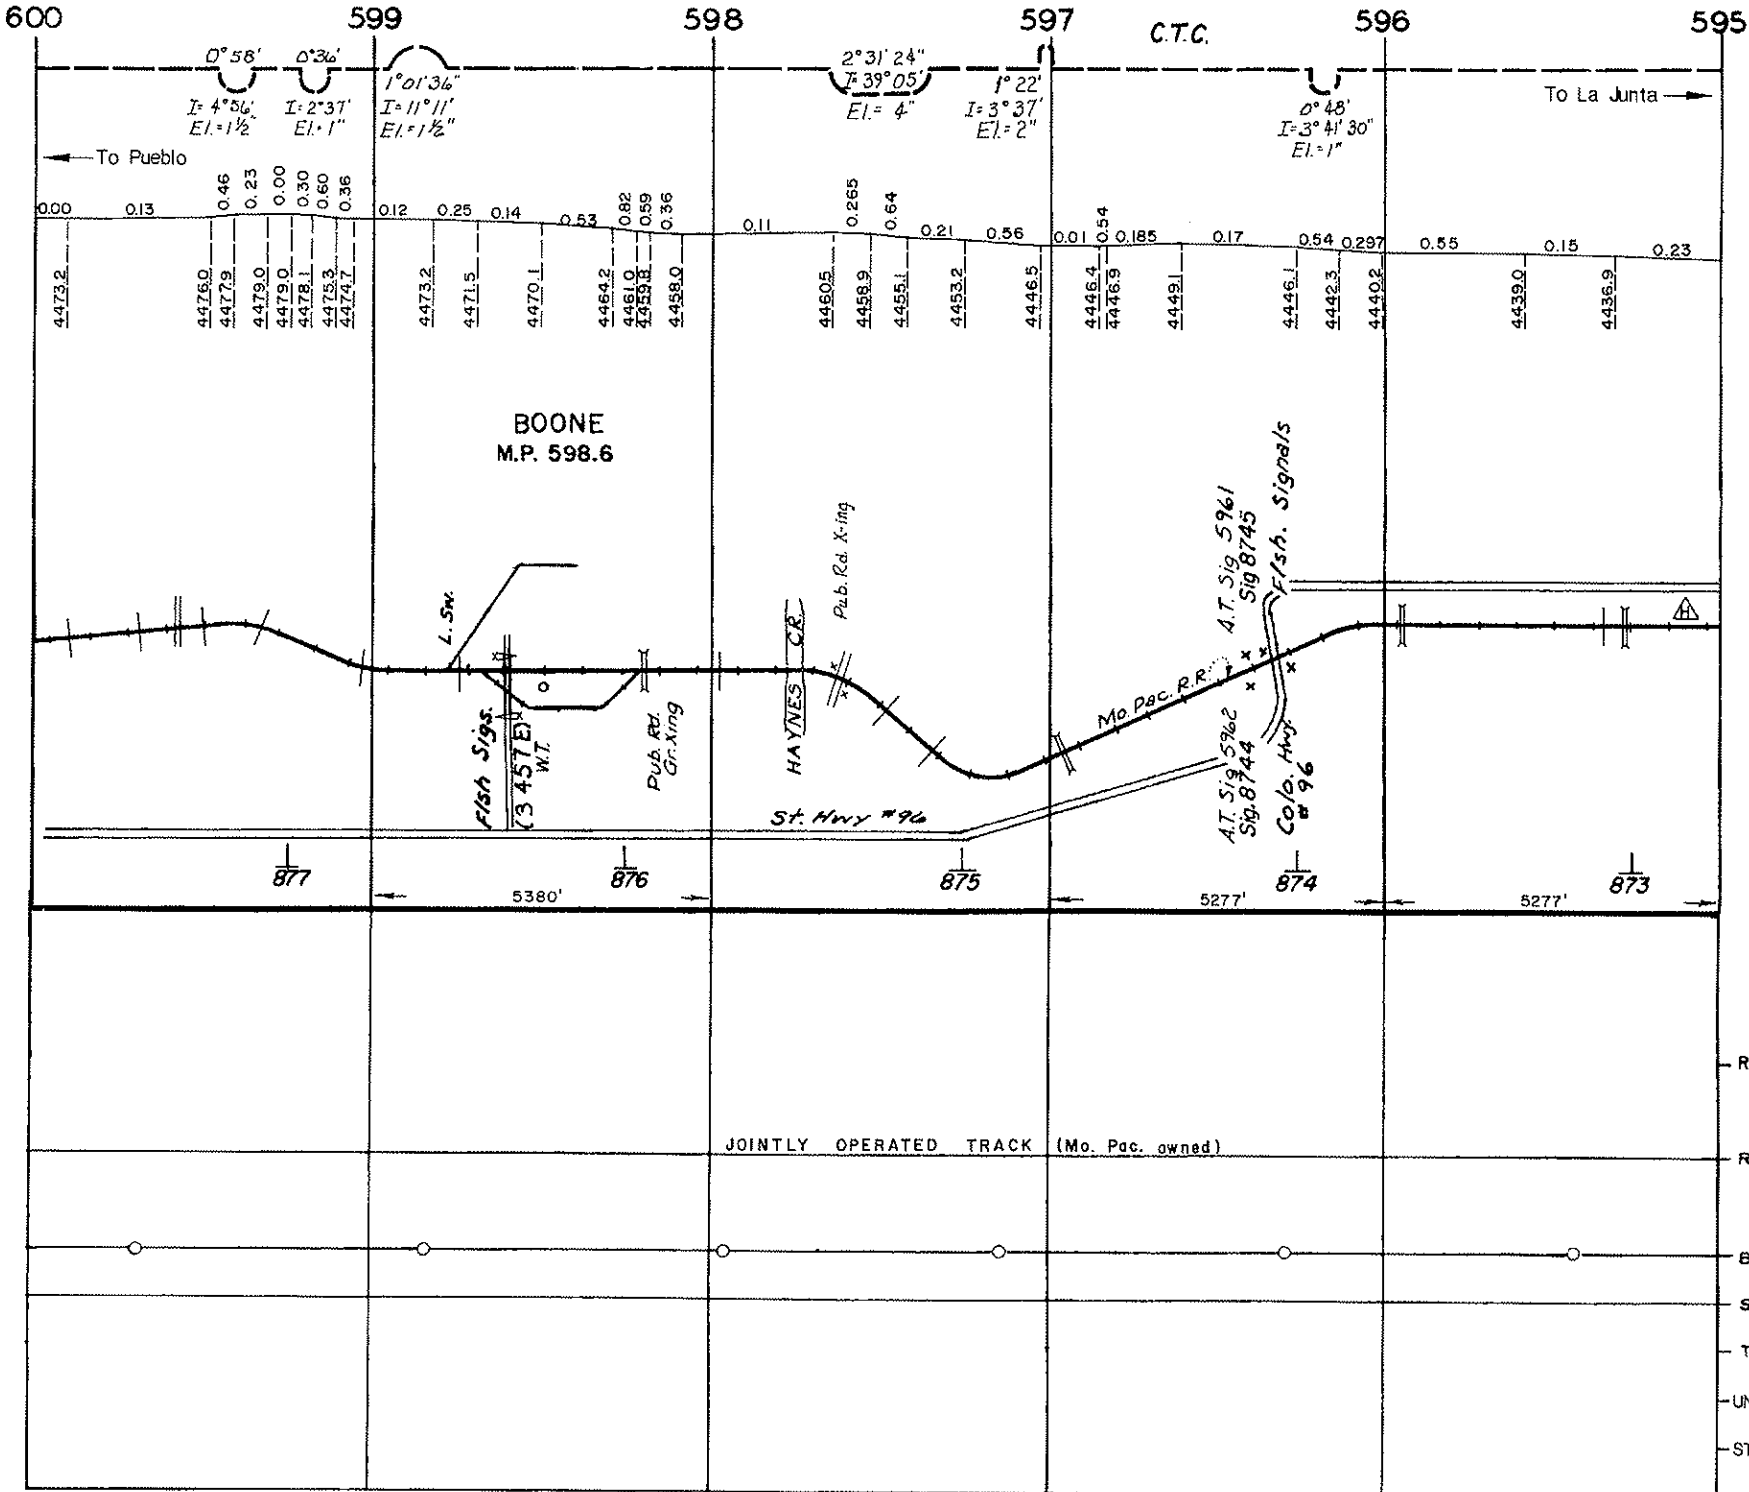 600 599 598 597 596 595
C.T.C.
0°58' 0°36' 1°01'36" 2°31'24" 1°22' 0°48'
I= 4°56' I=2°37' I=11°11' I=39°05' I=3°37' I=3°41'30"
El.=1½" El.=1" El.=1½" El.= 4" El.=2" El.=1"
To La Junta
To Pueblo
0.00 0.13 0.46 0.23 0.00 0.30 0.60 0.36 0.12 0.25 0.14 0.53 0.82 0.59 0.36 0.11 0.265 0.64 0.21 0.56 0.01 0.54 0.185 0.17 0.54 0.297 0.55 0.15 0.23
4473.2 4476.0 4477.9 4479.0 4479.0 4478.1 4475.3 4474.7 4473.2 4471.5 4470.1 4464.2 4461.0 4459.8 4458.0 4460.5 4458.9 4455.1 4453.2 4446.5 4446.4 4446.9 4449.1 4446.1 4442.3 4440.2 4439.0 4436.9
BOONE
M.P. 598.6
L. Sw.
Flsh Sigs.
(3 457 E)
W.T.
Pub. Rd.
Gr. Xing
HAYNES CR.
Pub. Rd. X-ing
Mo. Pac. R.R.
A.T. Sig 5961
Sig 8745
Flsh. Signals
A.T. Sig 5962
Sig. 8744
Colo. Hwy.
# 96
H
St. Hwy #96
877 876 875 874 873
5380' 5277' 5277'
JOINTLY OPERATED TRACK (Mo. Pac. owned)
R
R
B
S
T
UN
ST